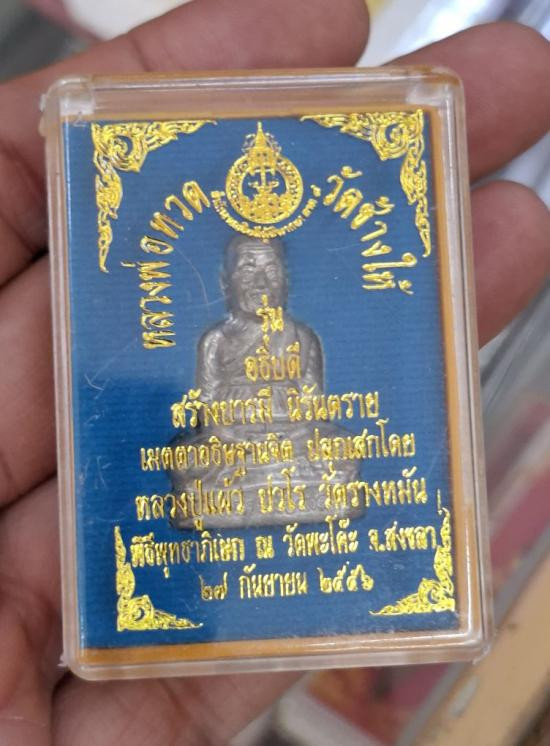 หลวงพ่อทวด
วัดช้างให้
รุ่น
อธิบดี
สร้างบารมี นิรันตราย
เมตตาอธิษฐานจิต ปลุกเสกโดย
หลวงปู่แผ้ว ปวโร วัดรางหมัน
พิธีพุทธาภิเษก ณ วัดพะโค๊ะ จ.สงขลา
๒๗ กันยายน ๒๕๕๖